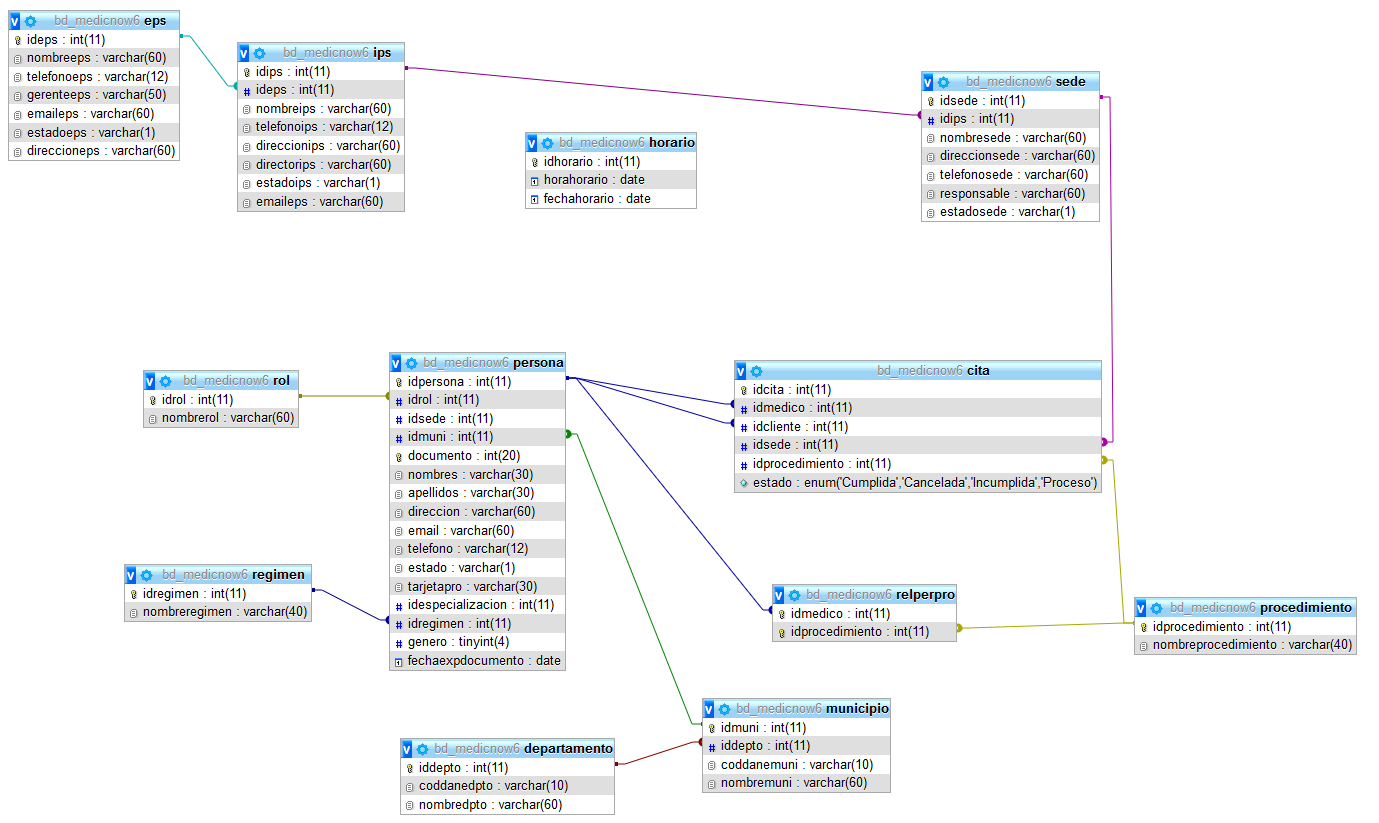 bd_medicnow6 eps
ideps : int(11)
nombreeps : varchar(60)
telefonoeps : varchar(12)
gerenteeps : varchar(50)
emaileps : varchar(60)
estadoeps : varchar(1)
direccioneps : varchar(60)
bd_medicnow6 ips
idips : int(11)
ideps : int(11)
nombreips : varchar(60)
telefonoips : varchar(12)
direccionips : varchar(60)
directorips : varchar(60)
estadoips : varchar(1)
emaileps : varchar(60)
bd_medicnow6 horario
idhorario : int(11)
horahorario : date
fechahorario : date
bd_medicnow6 sede
idsede : int(11)
idips : int(11)
nombresede : varchar(60)
direccionsede : varchar(60)
telefonosede : varchar(60)
responsable : varchar(60)
estadosede : varchar(1)
bd_medicnow6 rol
idrol : int(11)
nombrerol : varchar(60)
bd_medicnow6 persona
idpersona : int(11)
idrol : int(11)
idsede : int(11)
idmuni : int(11)
documento : int(20)
nombres : varchar(30)
apellidos : varchar(30)
direccion : varchar(60)
email : varchar(60)
telefono : varchar(12)
estado : varchar(1)
tarjetapro : varchar(30)
idespecializacion : int(11)
idregimen : int(11)
genero : tinyint(4)
fechaexpdocumento : date
bd_medicnow6 cita
idcita : int(11)
idmedico : int(11)
idcliente : int(11)
idsede : int(11)
idprocedimiento : int(11)
estado : enum('Cumplida','Cancelada','Incumplida','Proceso')
bd_medicnow6 regimen
idregimen : int(11)
nombreregimen : varchar(40)
bd_medicnow6 relperpro
idmedico : int(11)
idprocedimiento : int(11)
bd_medicnow6 procedimiento
idprocedimiento : int(11)
nombreprocedimiento : varchar(40)
bd_medicnow6 municipio
idmuni : int(11)
iddepto : int(11)
coddanemuni : varchar(10)
nombremuni : varchar(60)
bd_medicnow6 departamento
iddepto : int(11)
coddanedpto : varchar(10)
nombredpto : varchar(60)